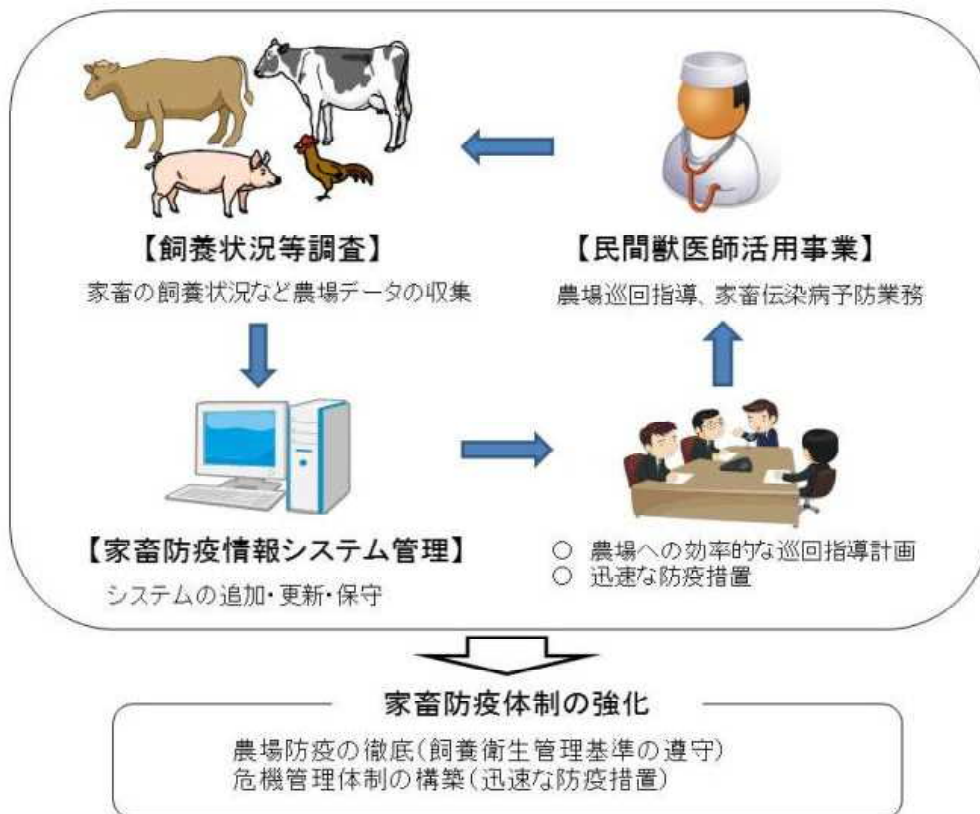 【飼養状況等調査】
家畜の飼養状況など農場データの収集
【民間獣医師活用事業】
農場巡回指導、家畜伝染病予防業務
【家畜防疫情報システム管理】
システムの追加・更新・保守
○ 農場への効率的な巡回指導計画
○ 迅速な防疫措置
家畜防疫体制の強化
農場防疫の徹底(飼養衛生管理基準の遵守)
危機管理体制の構築(迅速な防疫措置)